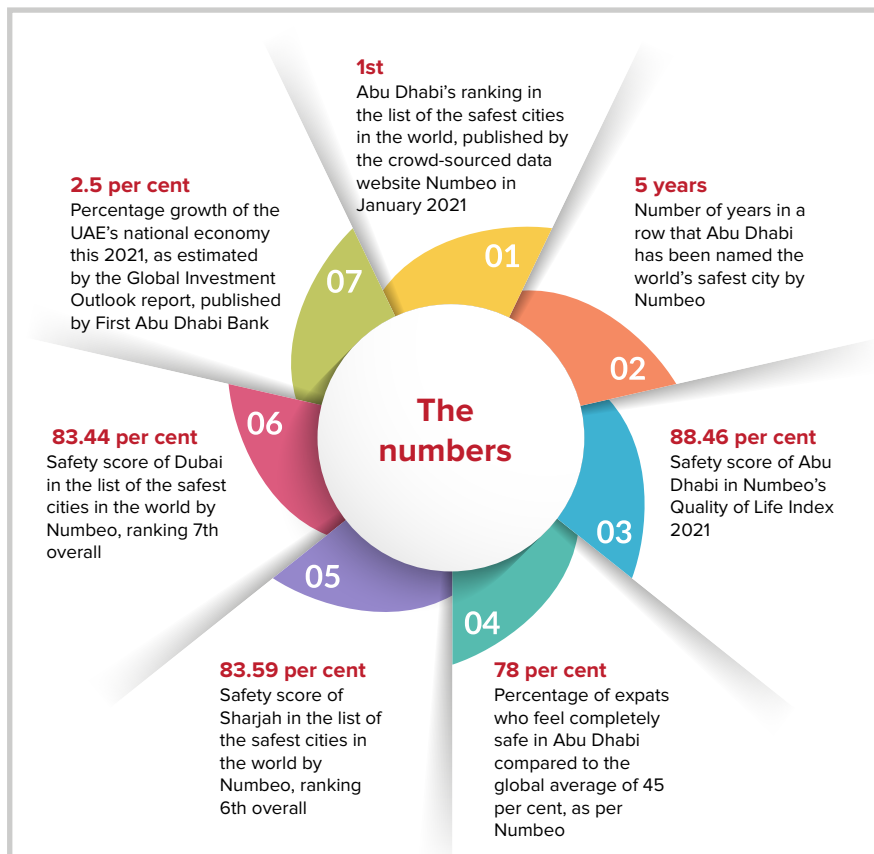 1st
Abu Dhabi's ranking in
the list of the safest cities
in the world, published by
the crowd-sourced data
website Numbeo in
January 2021
01
5 years
Number of years in a
row that Abu Dhabi
has been named the
world's safest city by
Numbeo
02
88.46 per cent
Safety score of Abu
Dhabi in Numbeo's
Quality of Life Index
2021
03
78 per cent
Percentage of expats
who feel completely
safe in Abu Dhabi
compared to the
global average of 45
per cent, as per
Numbeo
04
83.59 per cent
Safety score of
Sharjah in the list of
the safest cities in
the world by
Numbeo, ranking
6th overall
05
83.44 per cent
Safety score of Dubai
in the list of the safest
cities in the world by
Numbeo, ranking 7th
overall
06
2.5 per cent
Percentage growth of the
UAE's national economy
this 2021, as estimated
by the Global Investment
Outlook report, published
by First Abu Dhabi Bank
07
The
numbers